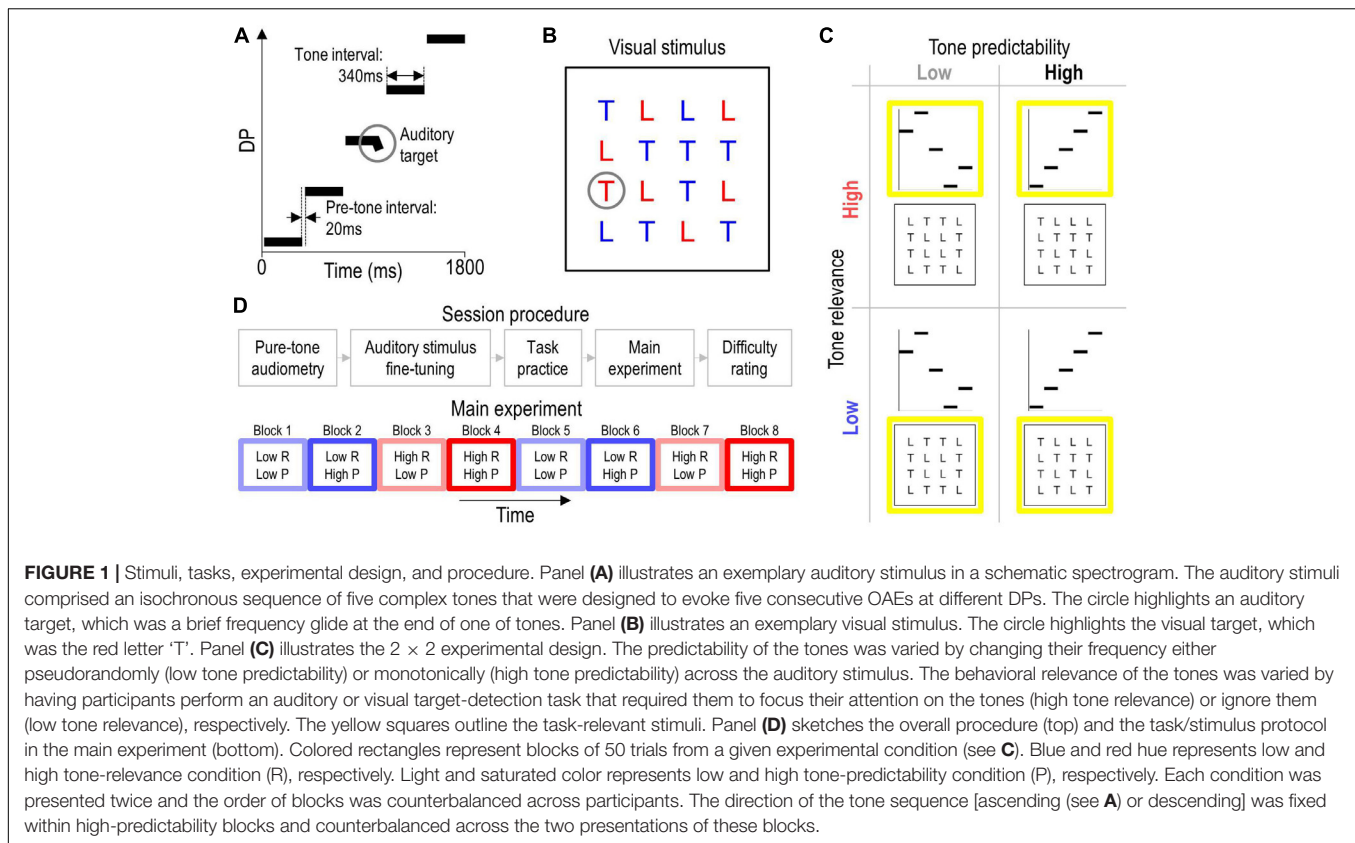 A
Tone interval:
340ms
Auditory
target
Pre-tone interval:
20ms
DP
0
Time (ms)
1800
B
Visual stimulus
T L L L
L T T T
T L T L
L T L T
C
Tone predictability
Low High
Tone relevance
High
L T T L
T L L T
T L L T
L T T L
T L L L
L T T T
L T L L
T L T L T
Low
L T T L
T L L T
T L L T
L T T L
T L L L
L T T T
T L T L
L T L T
D
Session procedure
Pure-tone
audiometry
Auditory stimulus
fine-tuning
Task
practice
Main
experiment
Difficulty
rating
Main experiment
Block 1 Block 2 Block 3 Block 4 Block 5 Block 6 Block 7 Block 8
Low R Low R High R High R Low R Low R High R High R
Low P High P Low P High P Low P High P Low P High P
Time
FIGURE 1 | Stimuli, tasks, experimental design, and procedure. Panel (A) illustrates an exemplary auditory stimulus in a schematic spectrogram. The auditory stimuli
comprised an isochronous sequence of five complex tones that were designed to evoke five consecutive OAEs at different DPs. The circle highlights an auditory
target, which was a brief frequency glide at the end of one of tones. Panel (B) illustrates an exemplary visual stimulus. The circle highlights the visual target, which
was the red letter ‘T’. Panel (C) illustrates the 2 × 2 experimental design. The predictability of the tones was varied by changing their frequency either
pseudorandomly (low tone predictability) or monotonically (high tone predictability) across the auditory stimulus. The behavioral relevance of the tones was varied by
having participants perform an auditory or visual target-detection task that required them to focus their attention on the tones (high tone relevance) or ignore them
(low tone relevance), respectively. The yellow squares outline the task-relevant stimuli. Panel (D) sketches the overall procedure (top) and the task/stimulus protocol
in the main experiment (bottom). Colored rectangles represent blocks of 50 trials from a given experimental condition (see C). Blue and red hue represents low and
high tone-relevance condition (R), respectively. Light and saturated color represents low and high tone-predictability condition (P), respectively. Each condition was
presented twice and the order of blocks was counterbalanced across participants. The direction of the tone sequence [ascending (see A) or descending] was fixed
within high-predictability blocks and counterbalanced across the two presentations of these blocks.